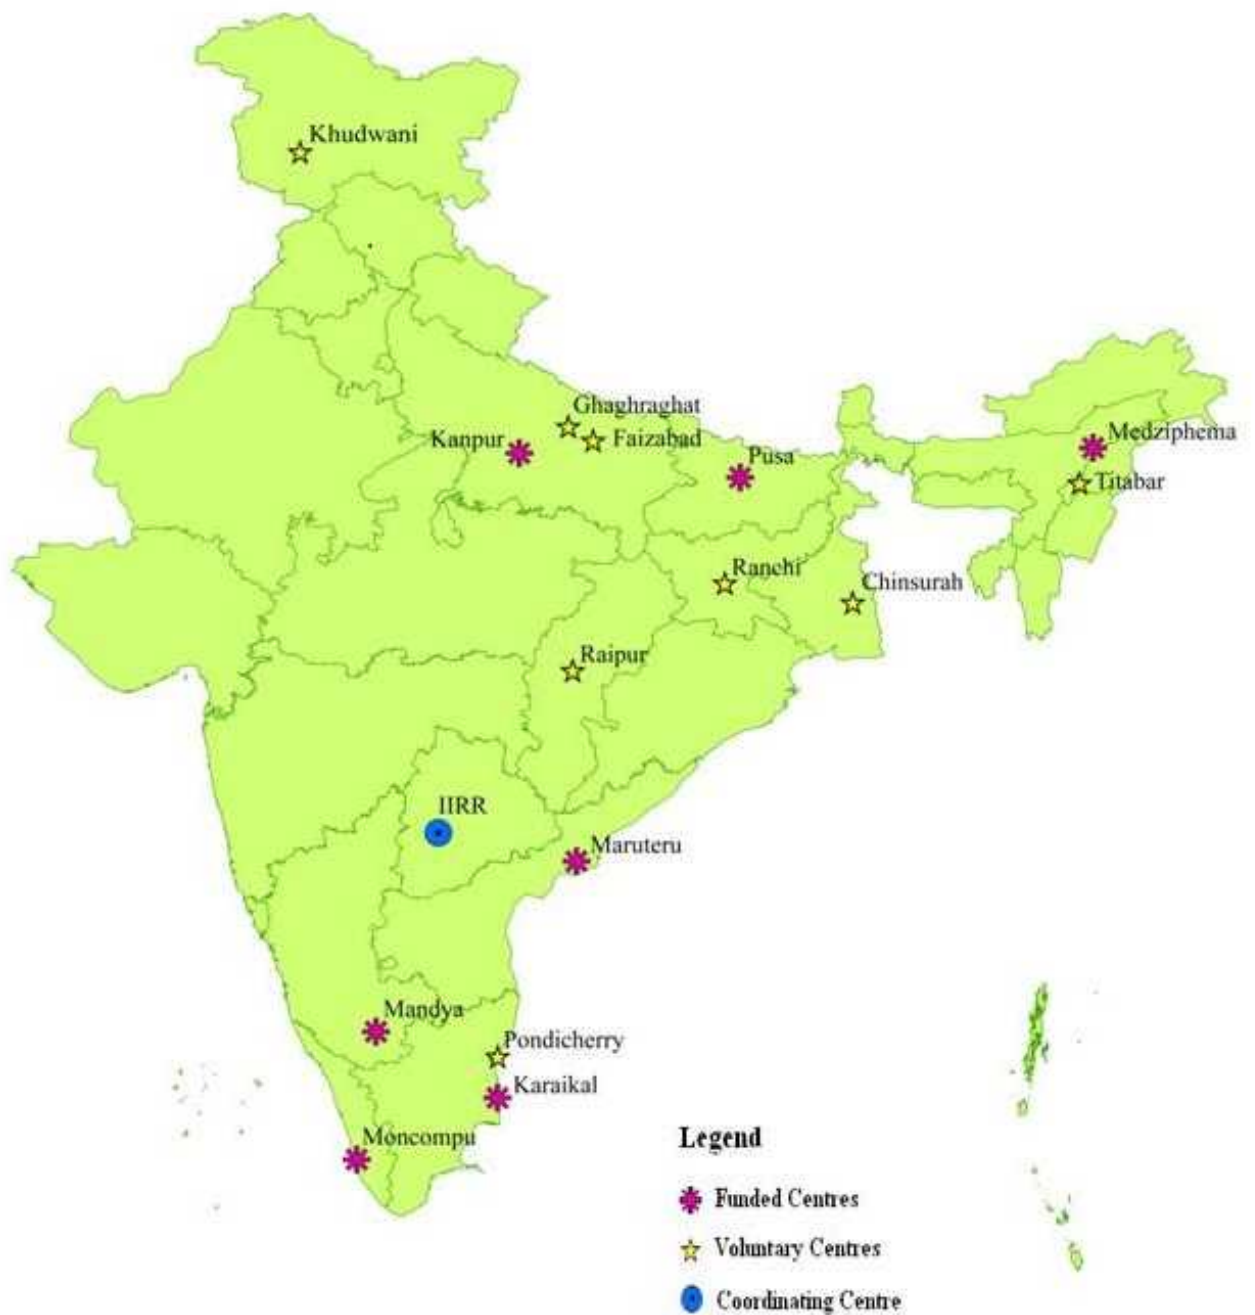 Khudwani
Ghaghraghat
Kanpur
Faizabad
Medziphema
Pusa
Titabar
Ranchi
Chinsurah
Raipur
IIRR
Maruteru
Mandya
Pondicherry
Karaikal
Moncompu
Legend
Funded Centres
Voluntary Centres
Coordinating Centre